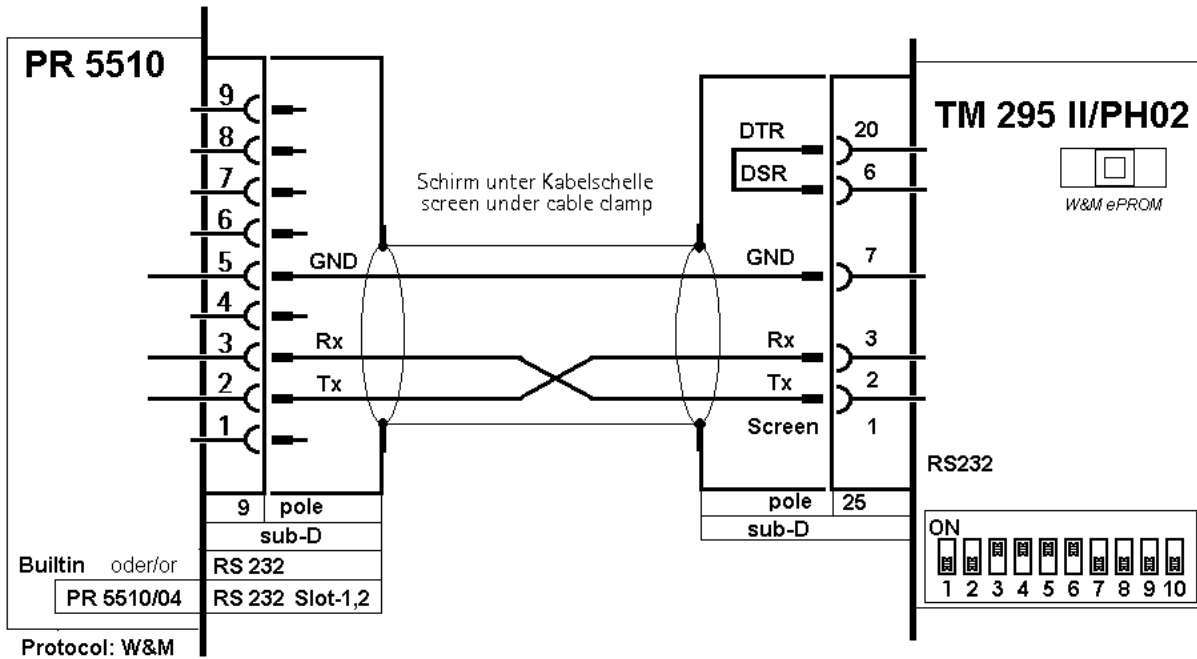 PR 5510
9
8
7
6
5
4
3
2
1
GND
Rx
Tx
9 pole
sub-D
Builtin oder/or RS 232
PR 5510/04 RS 232 Slot-1,2
Protocol: W&M
Schirm unter Kabelschelle
screen under cable clamp
TM 295 II/PH02
W&M ePROM
DTR 20
DSR 6
GND 7
Rx 3
Tx 2
Screen 1
pole 25
sub-D
RS232
ON
1 2 3 4 5 6 7 8 9 10